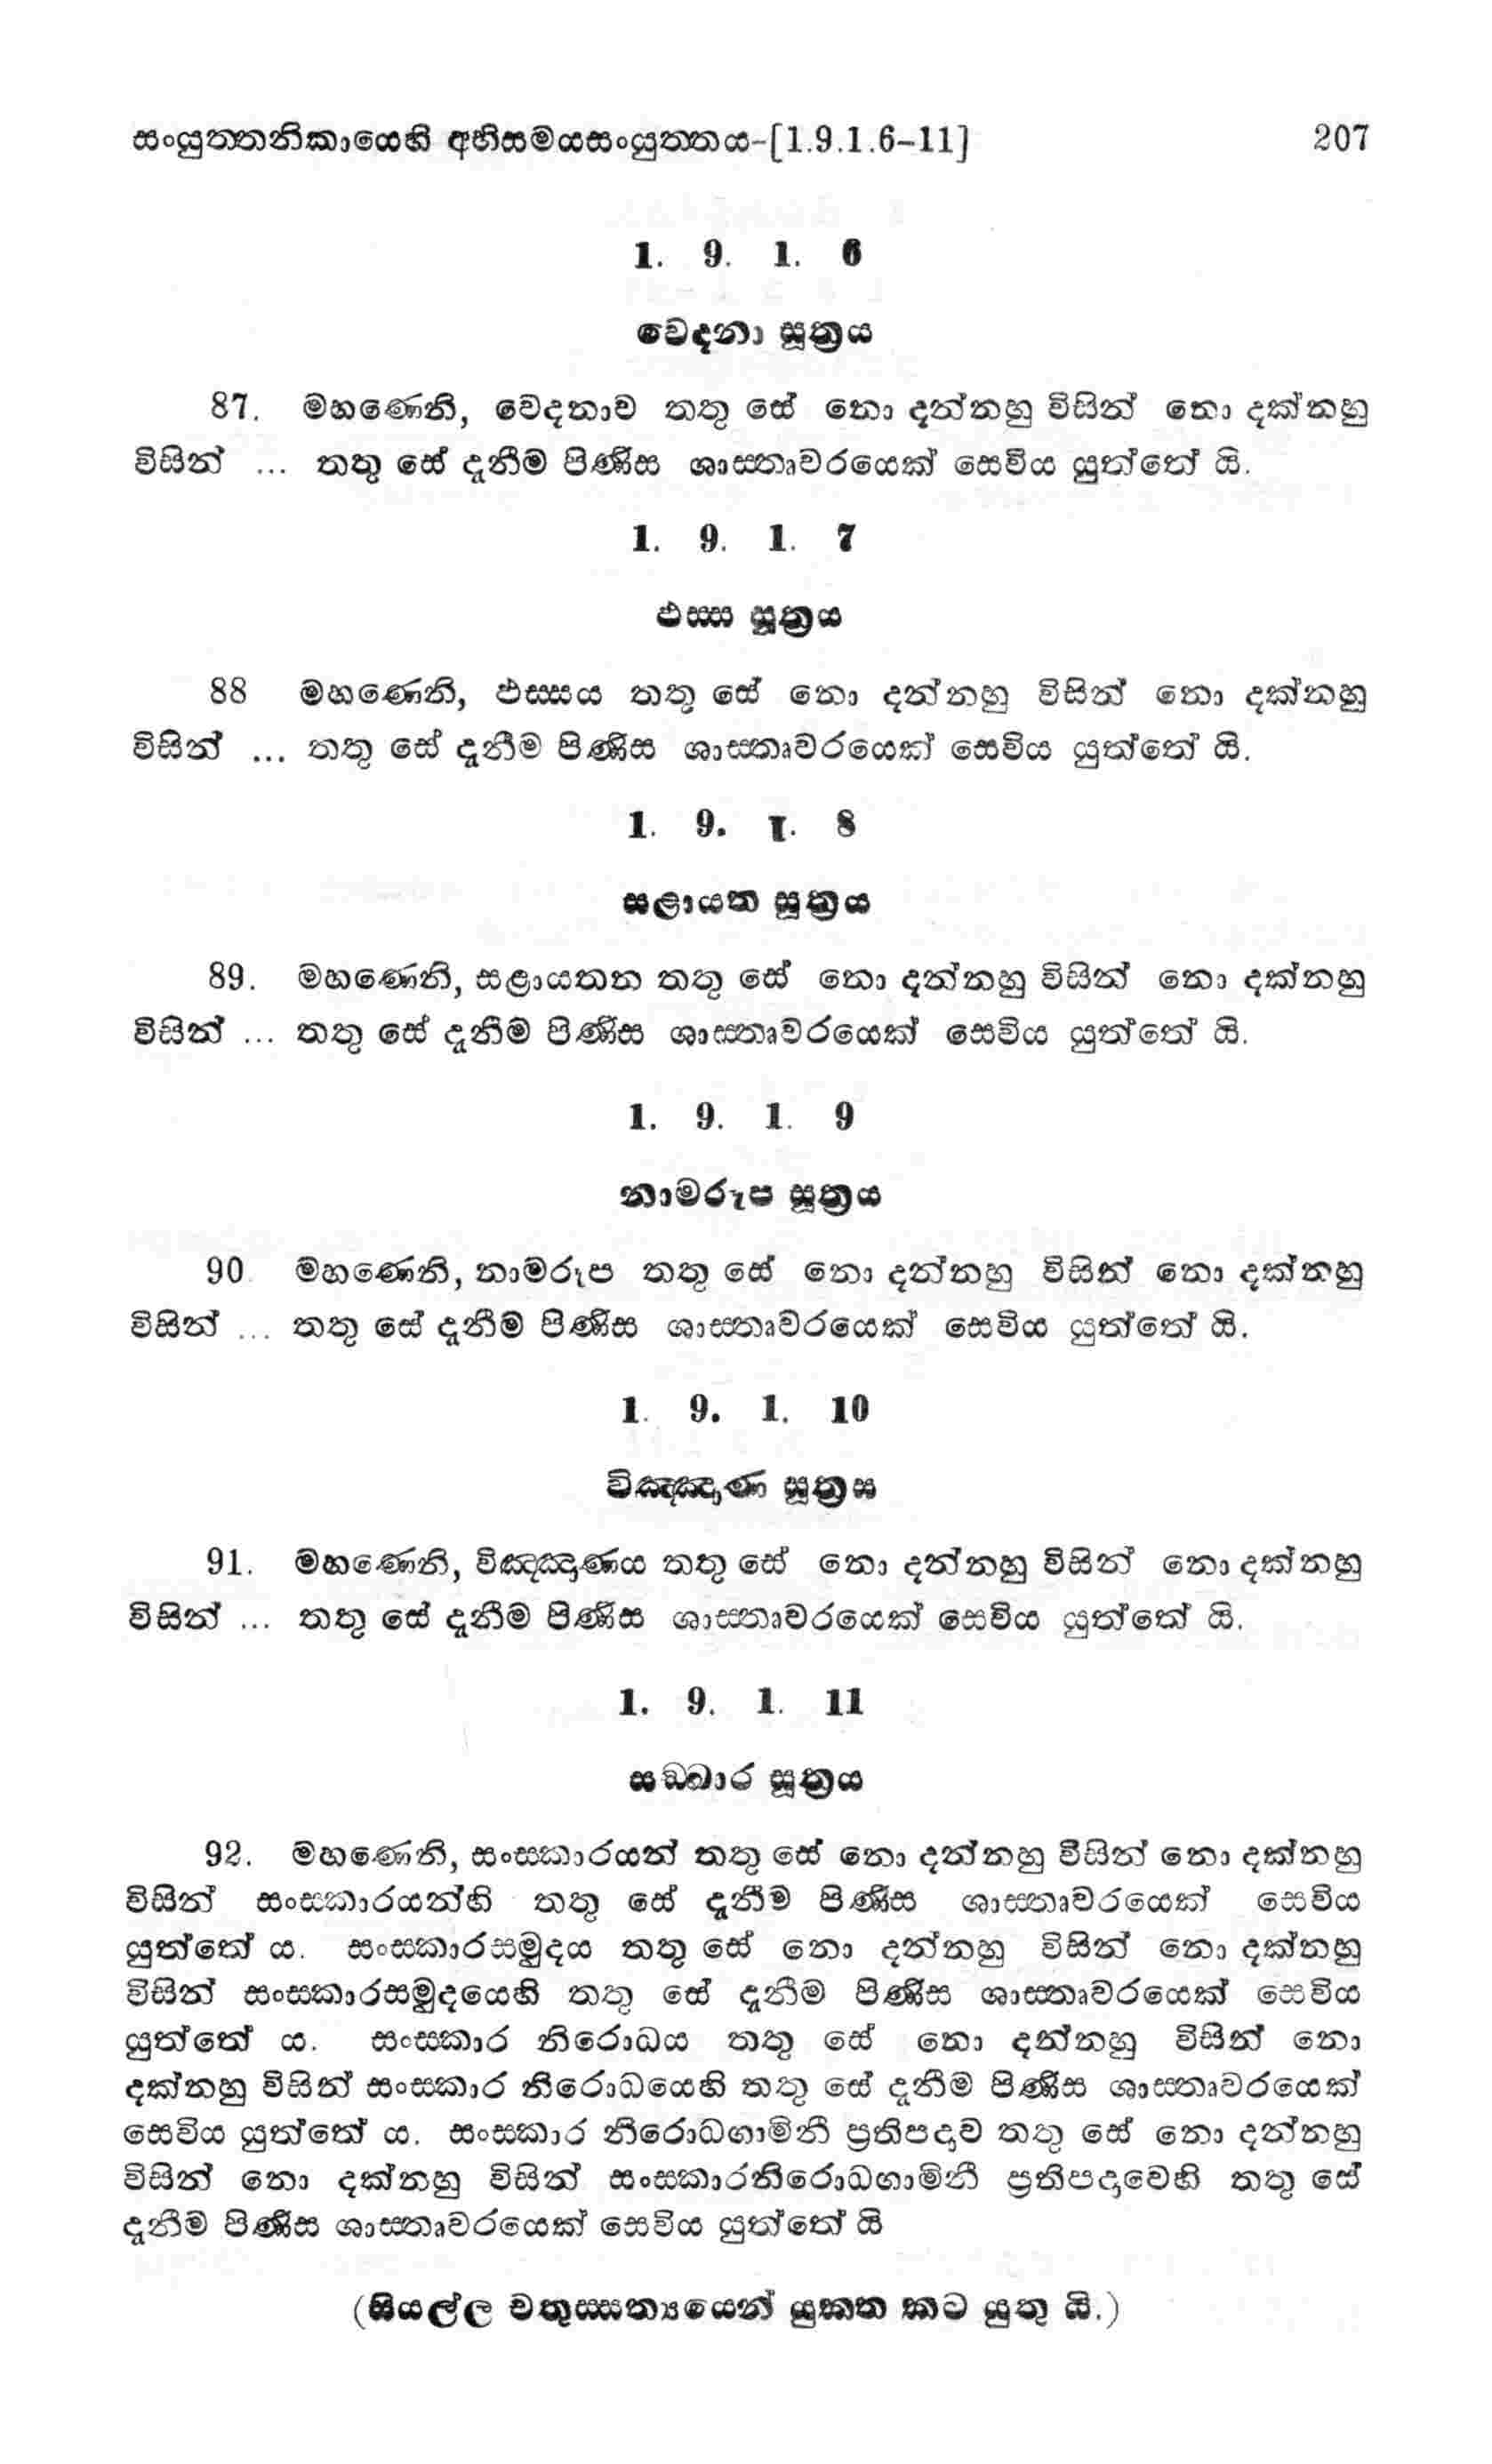 සංයුත්තනිකායෙහි අභිසමයසංයුත්තය-[1.9.1.6-11] 207
1. 9. 1. 6
වෙදනා සූත්‍රය
87. මහණෙනි, වෙදනාව තතු සේ නො දන්නහු විසින් නො දක්නහු
විසින් ... තතු සේ දැනීම පිණිස ශාස්තෘවරයෙක් සෙවිය යුත්තේ යි.
1. 9. 1. 7
ඵස්ස සූත්‍රය
88 මහණෙනි, ඵස්සය තතු සේ නො දන්නහු විසින් නො දක්නහු
විසින් ... තතු සේ දැනීම පිණිස ශාස්තෘවරයෙක් සෙවිය යුත්තේ යි.
1. 9. 1. 8
සළායත සූත්‍රය
89. මහණෙනි, සළායතන තතු සේ නො දන්නහු විසින් නො දක්නහු
විසින් ... තතු සේ දැනීම පිණිස ශාස්තෘවරයෙක් සෙවිය යුත්තේ යි.
1. 9. 1. 9
නාමරූප සූත්‍රය
90. මහණෙනි, නාමරූප තතු සේ නො දන්නහු විසින් නො දක්නහු
විසින් ... තතු සේ දැනීම පිණිස ශාස්තෘවරයෙක් සෙවිය යුත්තේ යි.
1. 9. 1. 10
විඤ්ඤාණ සූත්‍රස
91. මහණෙනි, විඤ්ඤාණය තතු සේ නො දන්නහු විසින් නො දක්නහු
විසින් ... තතු සේ දැනීම පිණිස ශාස්තෘවරයෙක් සෙවිය යුත්තේ යි.
1. 9. 1. 11
සඞ්ඛාර සූත්‍රය
92. මහණෙනි, සංස්කාරයන් තතු සේ නො දන්නහු විසින් නො දක්නහු
විසින් සංස්කාරයන්හි තතු සේ දැනීම පිණිස ශාස්තෘවරයෙක් සෙවිය
යුත්තේ ය. සංස්කාරසමුදය තතු සේ නො දන්නහු විසින් නො දක්නහු
විසින් සංස්කාරසමුදයෙහි තතු සේ දැනීම පිණිස ශාස්තෘවරයෙක් සෙවිය
යුත්තේ ය. සංස්කාර නිරොධය තතු සේ නො දන්නහු විසින් නො
දක්නහු විසින් සංස්කාර නිරොධයෙහි තතු සේ දැනීම පිණිස ශාස්තෘවරයෙක්
සෙවිය යුත්තේ ය. සංස්කාර නිරොධගාමිනී ප්‍රතිපදාව තතු සේ නො දන්නහු
විසින් නො දක්නහු විසින් සංස්කාරනිරොධගාමිනී ප්‍රතිපදාවෙහි තතු සේ
දැනීම පිණිස ශාස්තෘවරයෙක් සෙවිය යුත්තේ යි
(සියල්ල චතුස්සත්‍යයෙන් යුක්ත කට යුතු යි.)